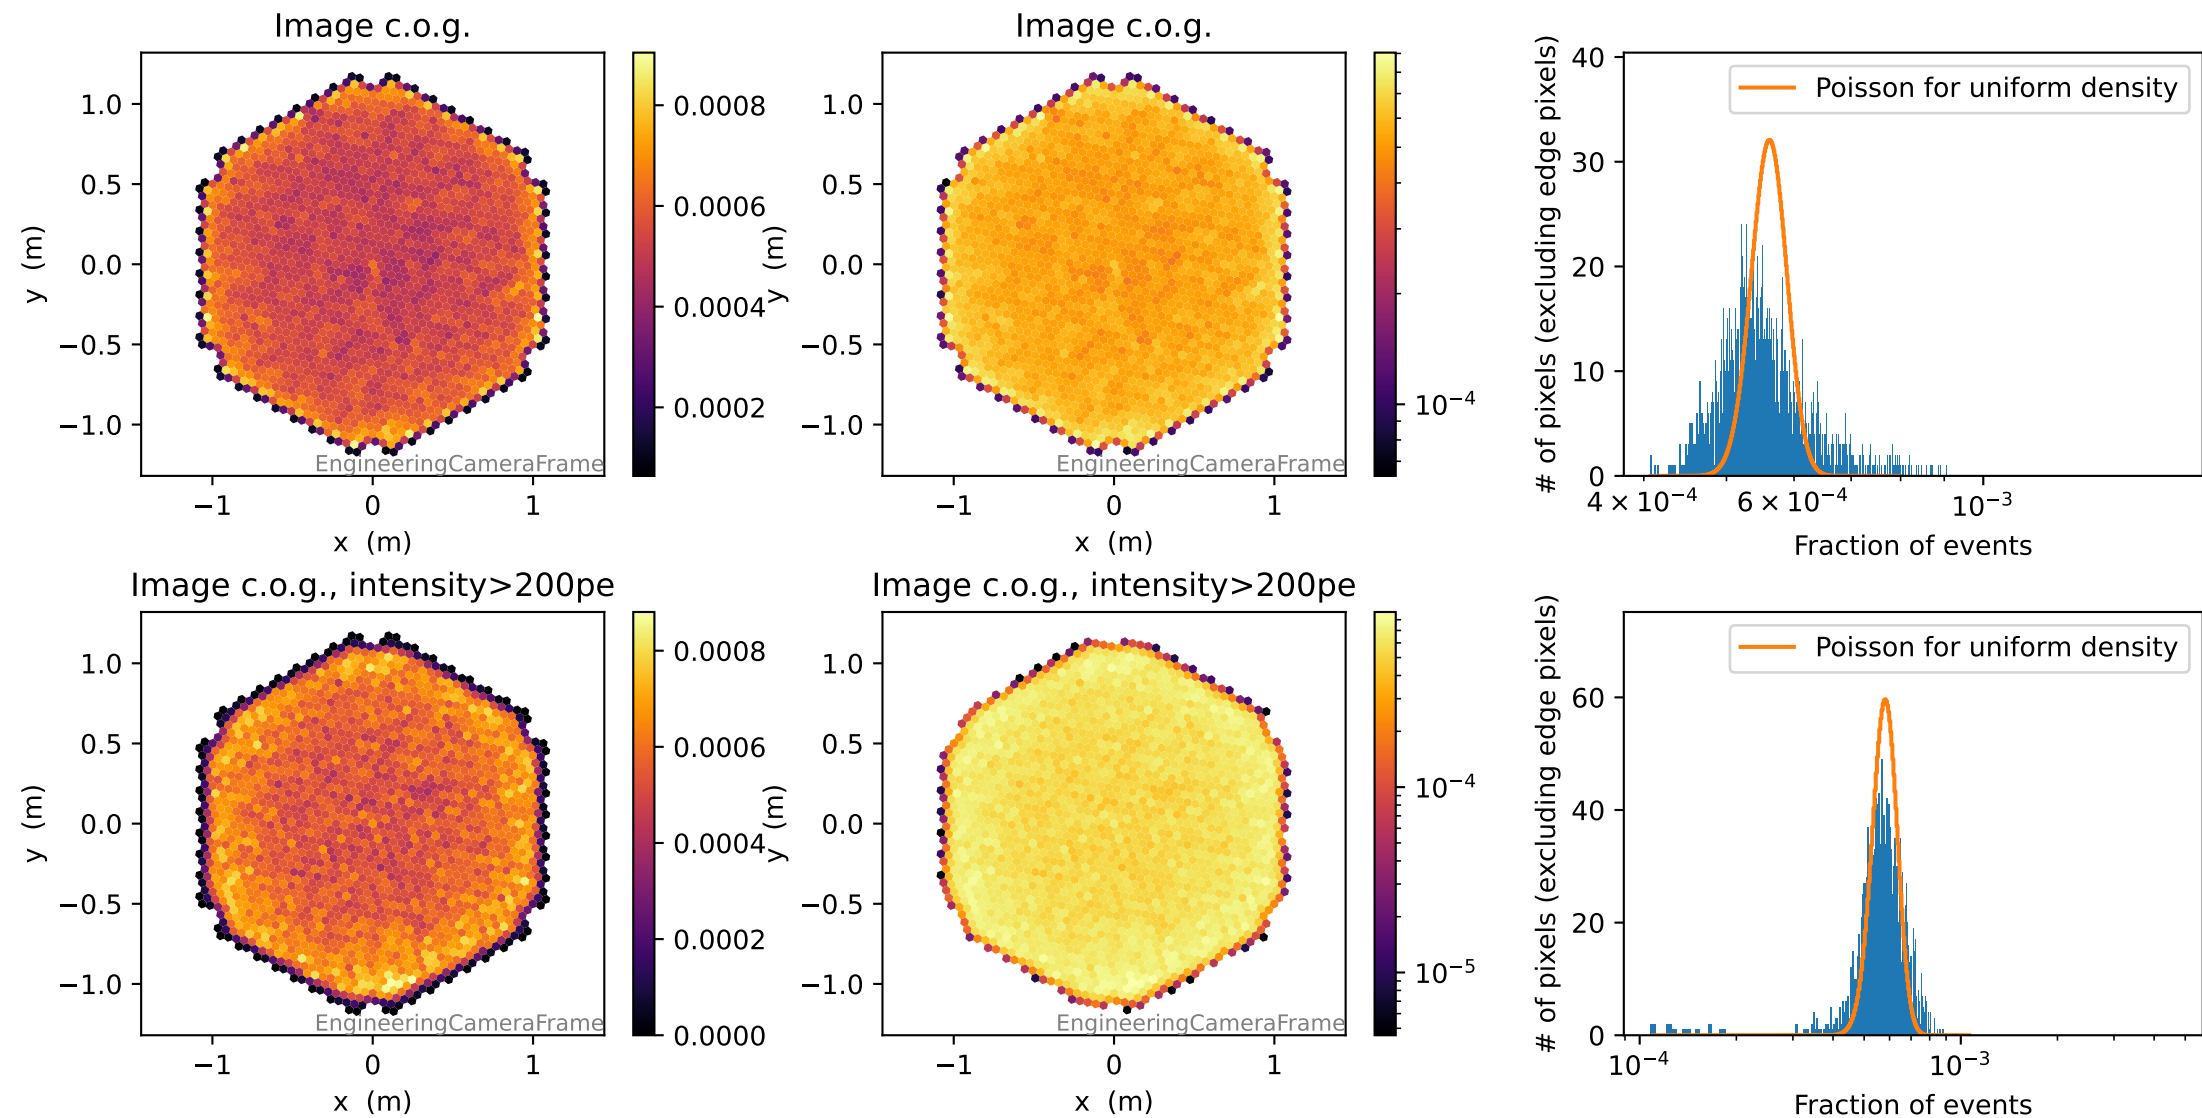 Image c.o.g.
1.0
0.5
0.0
−0.5
−1.0
y (m)
−1
0
1
x (m)
EngineeringCameraFrame
0.0008
0.0006
0.0004
0.0002
Image c.o.g.
1.0
0.5
0.0
−0.5
−1.0
y (m)
−1
0
1
x (m)
EngineeringCameraFrame
10⁻⁴
40
30
20
10
0
# of pixels (excluding edge pixels)
Poisson for uniform density
4 × 10⁻⁴
6 × 10⁻⁴
10⁻³
Fraction of events
Image c.o.g., intensity>200pe
1.0
0.5
0.0
−0.5
−1.0
y (m)
−1
0
1
x (m)
EngineeringCameraFrame
0.0008
0.0006
0.0004
0.0002
0.0000
Image c.o.g., intensity>200pe
1.0
0.5
0.0
−0.5
−1.0
y (m)
−1
0
1
x (m)
EngineeringCameraFrame
10⁻⁴
10⁻⁵
60
40
20
0
# of pixels (excluding edge pixels)
Poisson for uniform density
10⁻⁴
10⁻³
Fraction of events